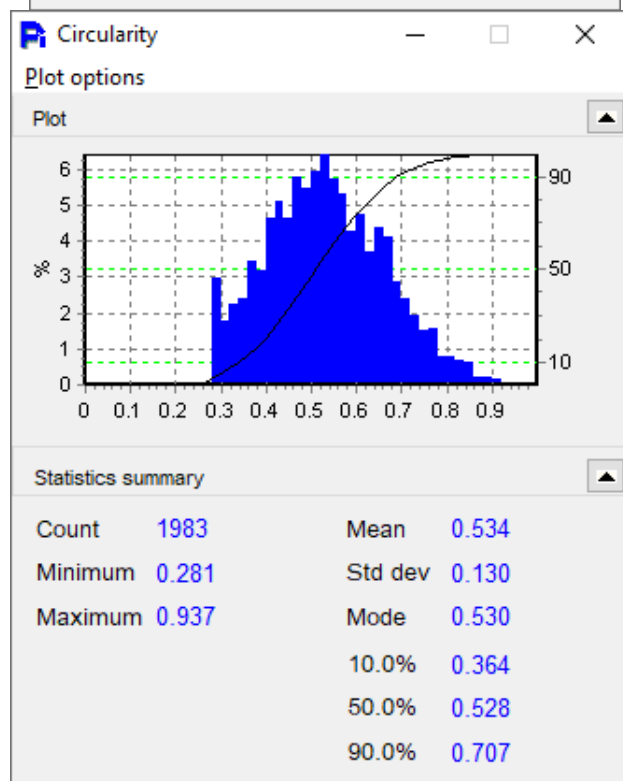 Circularity
Plot options
Plot
6
5
4
3
2
1
0
%
90
50
10
0 0.1 0.2 0.3 0.4 0.5 0.6 0.7 0.8 0.9
Statistics summary
Count 1983 Mean 0.534
Minimum 0.281 Std dev 0.130
Maximum 0.937 Mode 0.530
10.0% 0.364
50.0% 0.528
90.0% 0.707